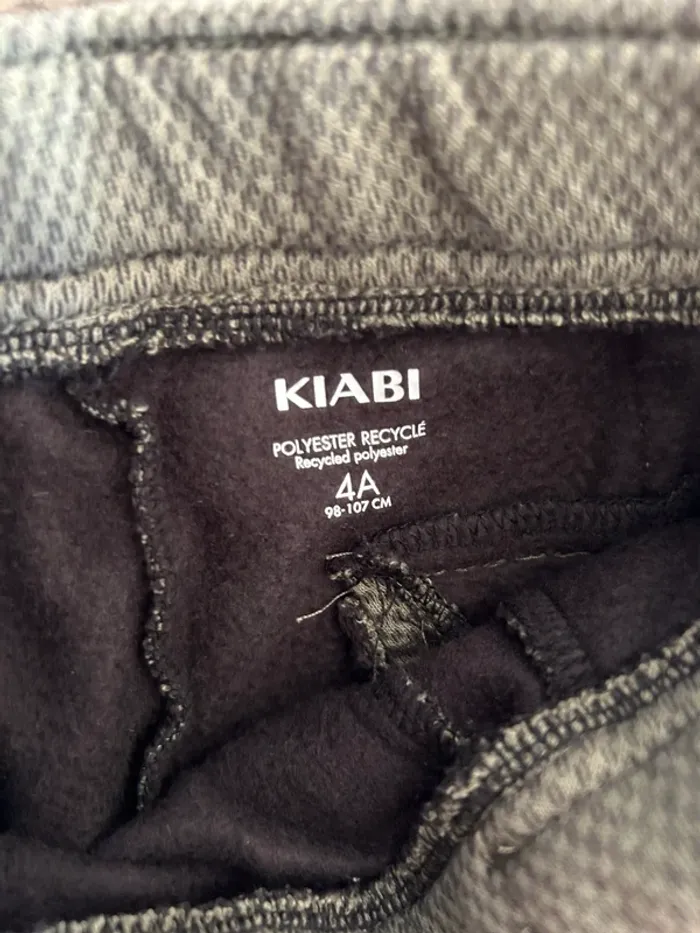 KIABI
POLYESTER RECYCLÉ
Recycled polyester
4A
98-107 CM